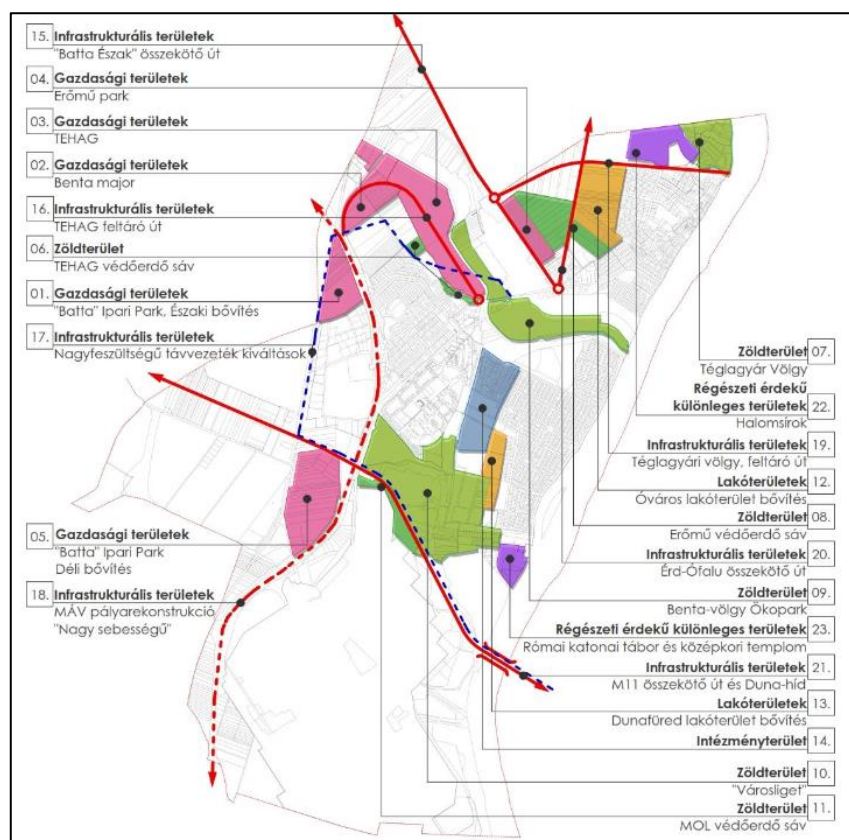 15. Infrastrukturális területek
"Batta Észak" összekötő út
04. Gazdasági területek
Erőmű park
03. Gazdasági területek
TEHAG
02. Gazdasági területek
Benta major
16. Infrastrukturális területek
TEHAG feltáró út
06. Zöldterület
TEHAG védőerdő sáv
01. Gazdasági területek
"Batta" Ipari Park, Északi bővítés
17. Infrastrukturális területek
Nagyfeszültségű távvezeték kiváltások
05. Gazdasági területek
"Batta" Ipari Park
Déli bővítés
18. Infrastrukturális területek
MÁV pályarekonstrukció
"Nagy sebességű"
Zöldterület 07.
Téglagyár Völgy
Régészeti érdekű
különleges területek 22.
Halomsírok
Infrastrukturális területek 19.
Téglagyári völgy, feltáró út
Lakóterületek 12.
Óváros lakóterület bővítés
Zöldterület 08.
Erőmű védőerdő sáv
Infrastrukturális területek 20.
Érd-Ófalu összekötő út
Zöldterület 09.
Benta-völgy Ökopark
Régészeti érdekű különleges területek 23.
Római katonai tábor és középkori templom
Infrastrukturális területek 21.
M11 összekötő út és Duna-híd
Lakóterületek 13.
Dunafüred lakóterület bővítés
Intézményterület 14.
Zöldterület 10.
"Városliget"
Zöldterület 11.
MOL védőerdő sáv